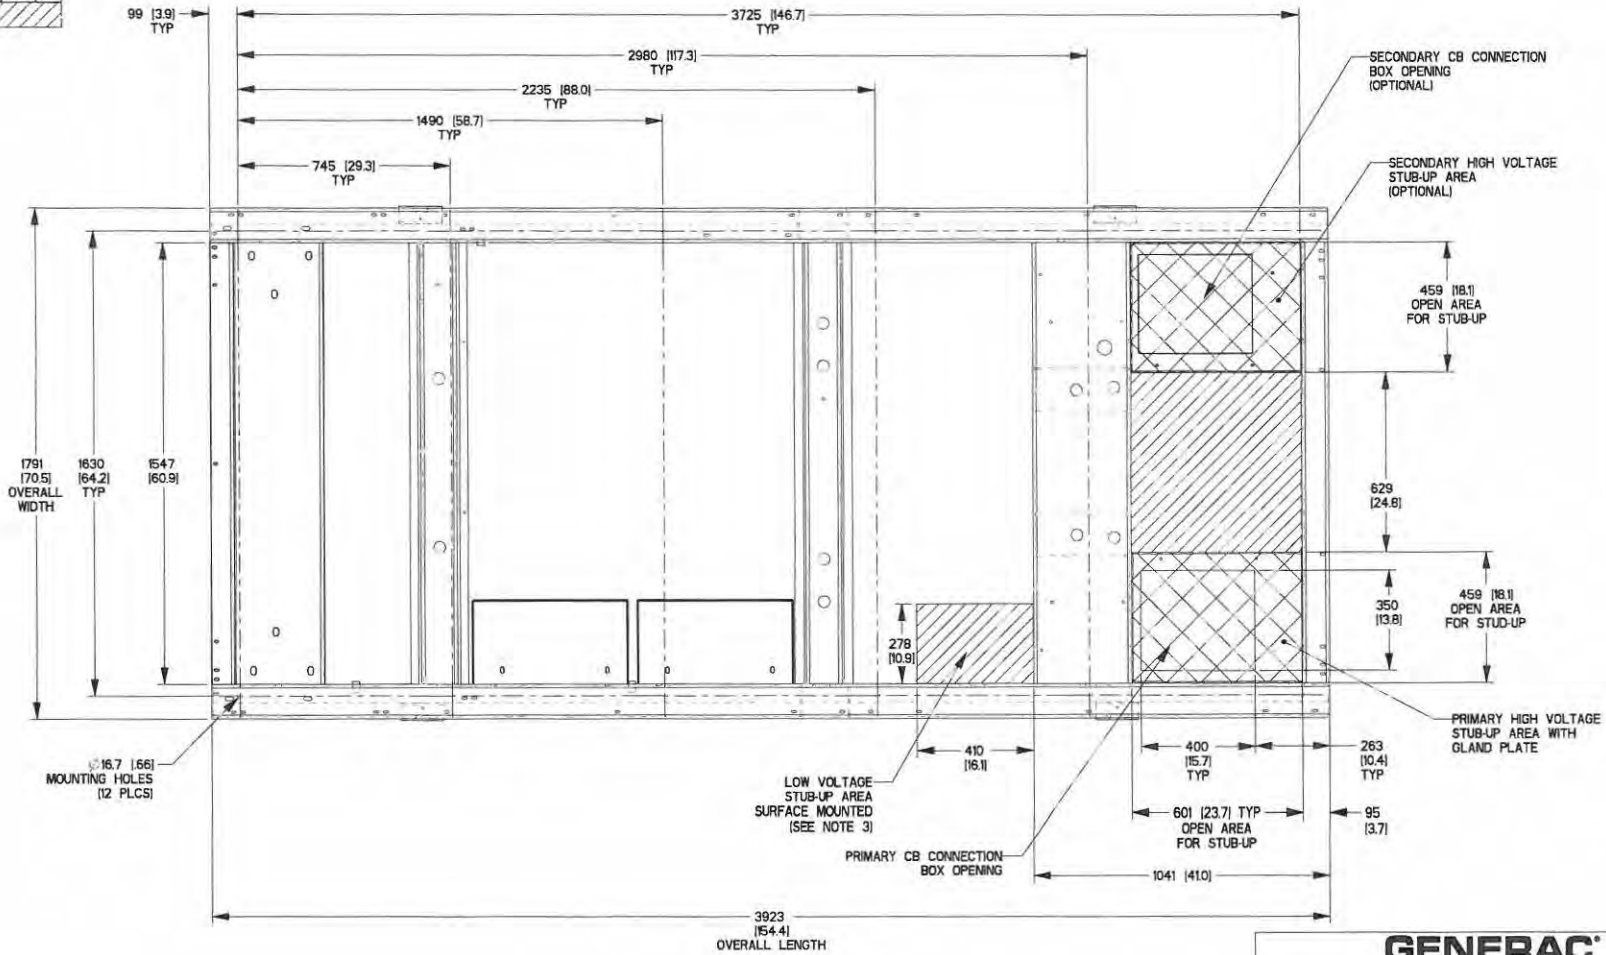 99 [3.9]
TYP
3725 [146.7]
TYP
2980 [117.3]
TYP
2235 [88.0]
TYP
1490 [58.7]
TYP
745 [29.3]
TYP
SECONDARY CB CONNECTION
BOX OPENING
(OPTIONAL)
SECONDARY HIGH VOLTAGE
STUB-UP AREA
(OPTIONAL)
459 [18.1]
OPEN AREA
FOR STUB-UP
1791
[70.5]
OVERALL
WIDTH
1630
[64.2]
TYP
1547
[60.9]
629
[24.8]
459 [18.1]
OPEN AREA
FOR STUD-UP
350
[13.8]
278
[10.9]
PRIMARY HIGH VOLTAGE
STUB-UP AREA WITH
GLAND PLATE
Ø16.7 [.66]
MOUNTING HOLES
[12 PLCS]
410
[16.1]
400
[15.7]
TYP
263
[10.4]
TYP
LOW VOLTAGE
STUB-UP AREA
SURFACE MOUNTED
(SEE NOTE 3)
601 [23.7] TYP
OPEN AREA
FOR STUB-UP
95
[3.7]
PRIMARY CB CONNECTION
BOX OPENING
1041 [41.0]
3923
[154.4]
OVERALL LENGTH
GENERAC